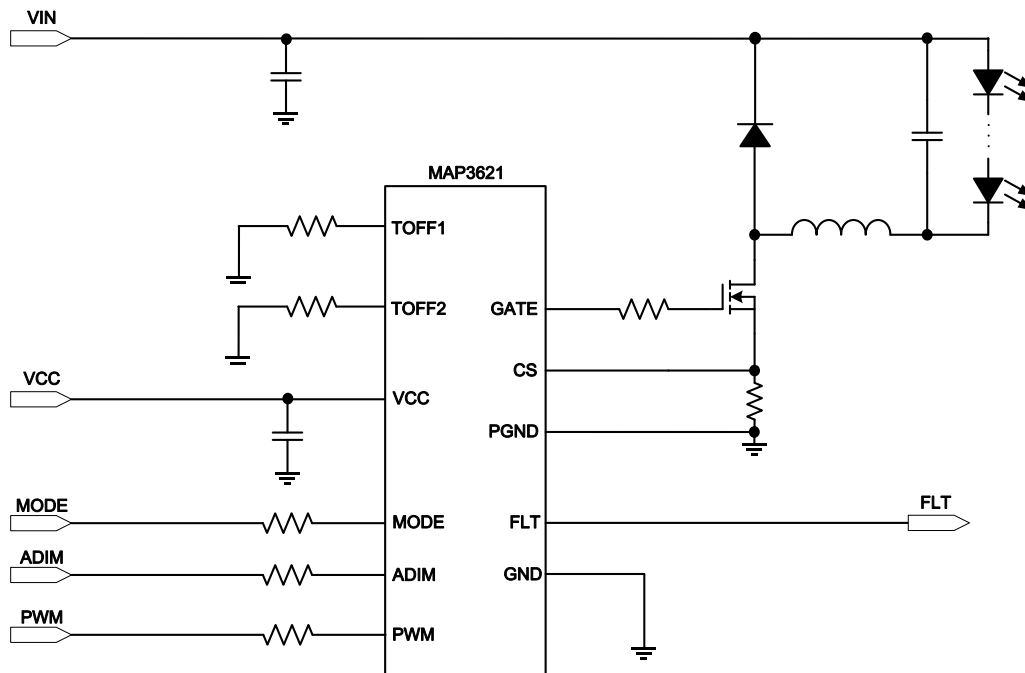 VIN
MAP3621
TOFF1
TOFF2
GATE
VCC
VCC
CS
PGND
MODE
MODE
FLT
FLT
ADIM
ADIM
GND
PWM
PWM